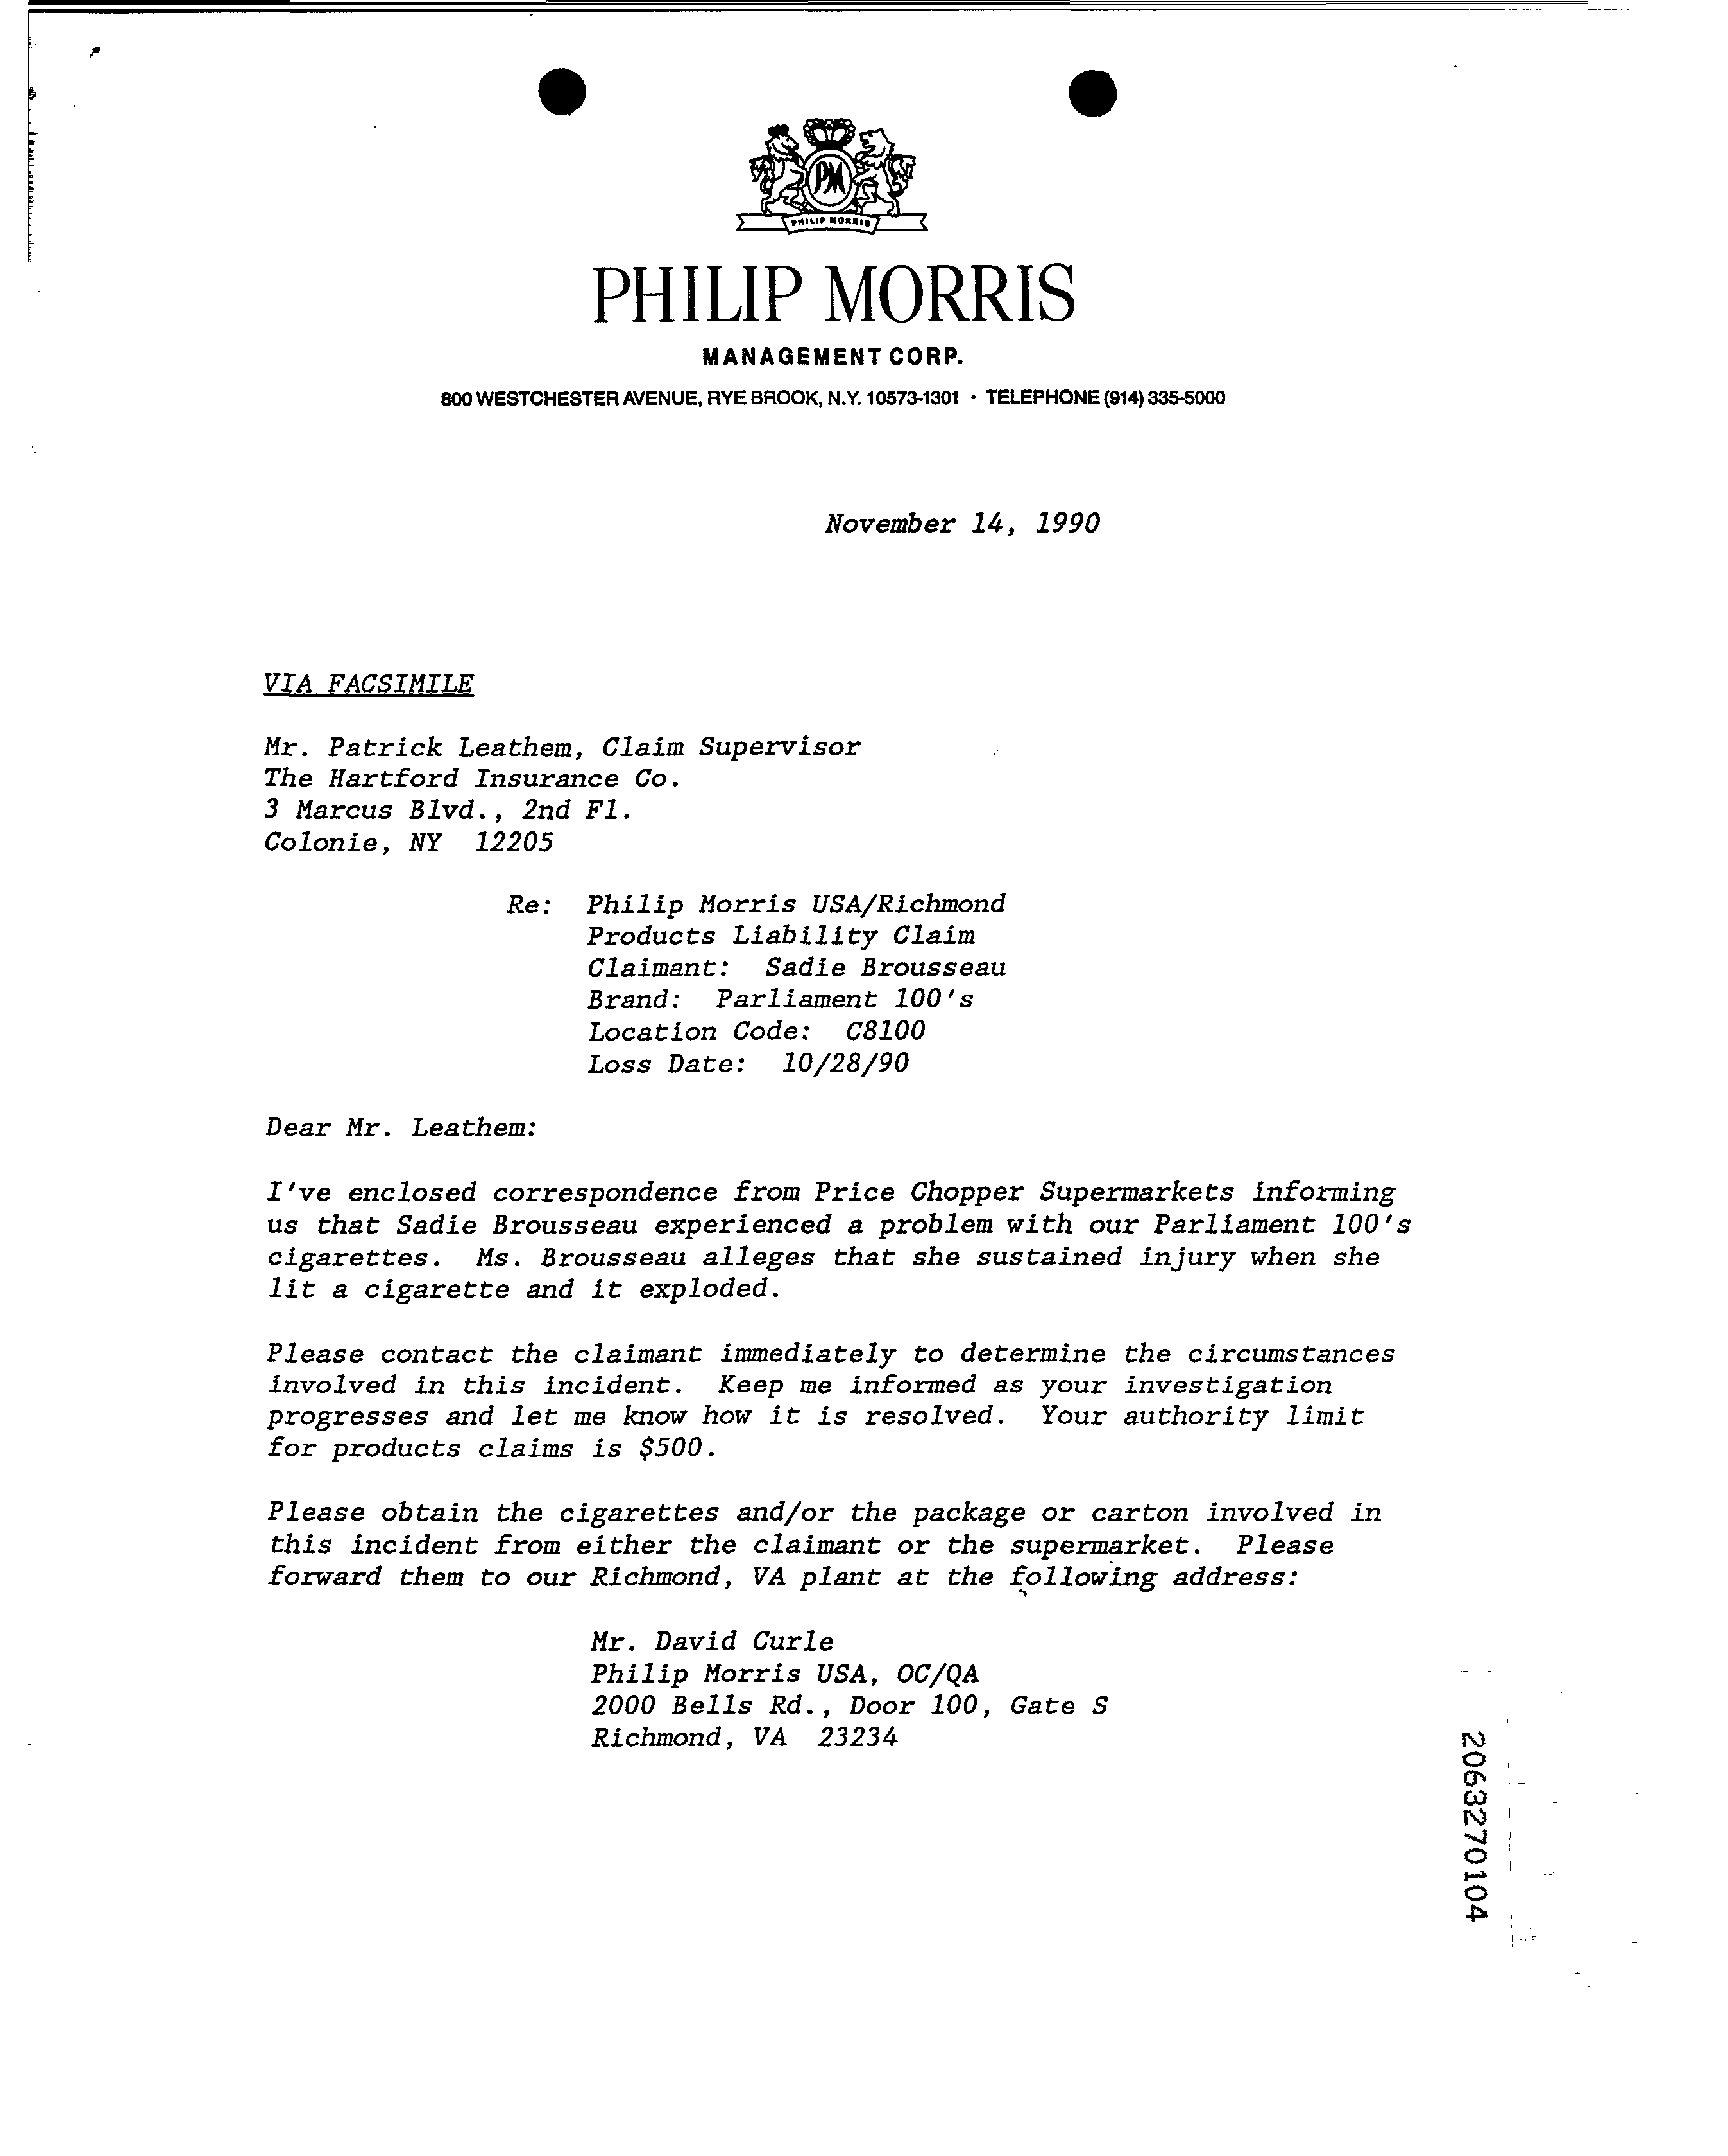 PM
PHILIP MORRIS
PHILIP MORRIS
MANAGEMENT CORP.
800 WESTCHESTER AVENUE, RYE BROOK, N.Y. 10573-1301 · TELEPHONE (914) 335-5000
November 14, 1990
VIA FACSIMILE
Mr. Patrick Leathem, Claim Supervisor
The Hartford Insurance Co.
3 Marcus Blvd., 2nd Fl.
Colonie, NY 12205
Re: Philip Morris USA/Richmond
Products Liability Claim
Claimant: Sadie Brousseau
Brand: Parliament 100's
Location Code: C8100
Loss Date: 10/28/90
Dear Mr. Leathem:
I've enclosed correspondence from Price Chopper Supermarkets informing
us that Sadie Brousseau experienced a problem with our Parliament 100's
cigarettes. Ms. Brousseau alleges that she sustained injury when she
lit a cigarette and it exploded.
Please contact the claimant immediately to determine the circumstances
involved in this incident. Keep me informed as your investigation
progresses and let me know how it is resolved. Your authority limit
for products claims is $500.
Please obtain the cigarettes and/or the package or carton involved in
this incident from either the claimant or the supermarket. Please
forward them to our Richmond, VA plant at the following address:
Mr. David Curle
Philip Morris USA, OC/QA
2000 Bells Rd., Door 100, Gate S
Richmond, VA 23234
2063270104